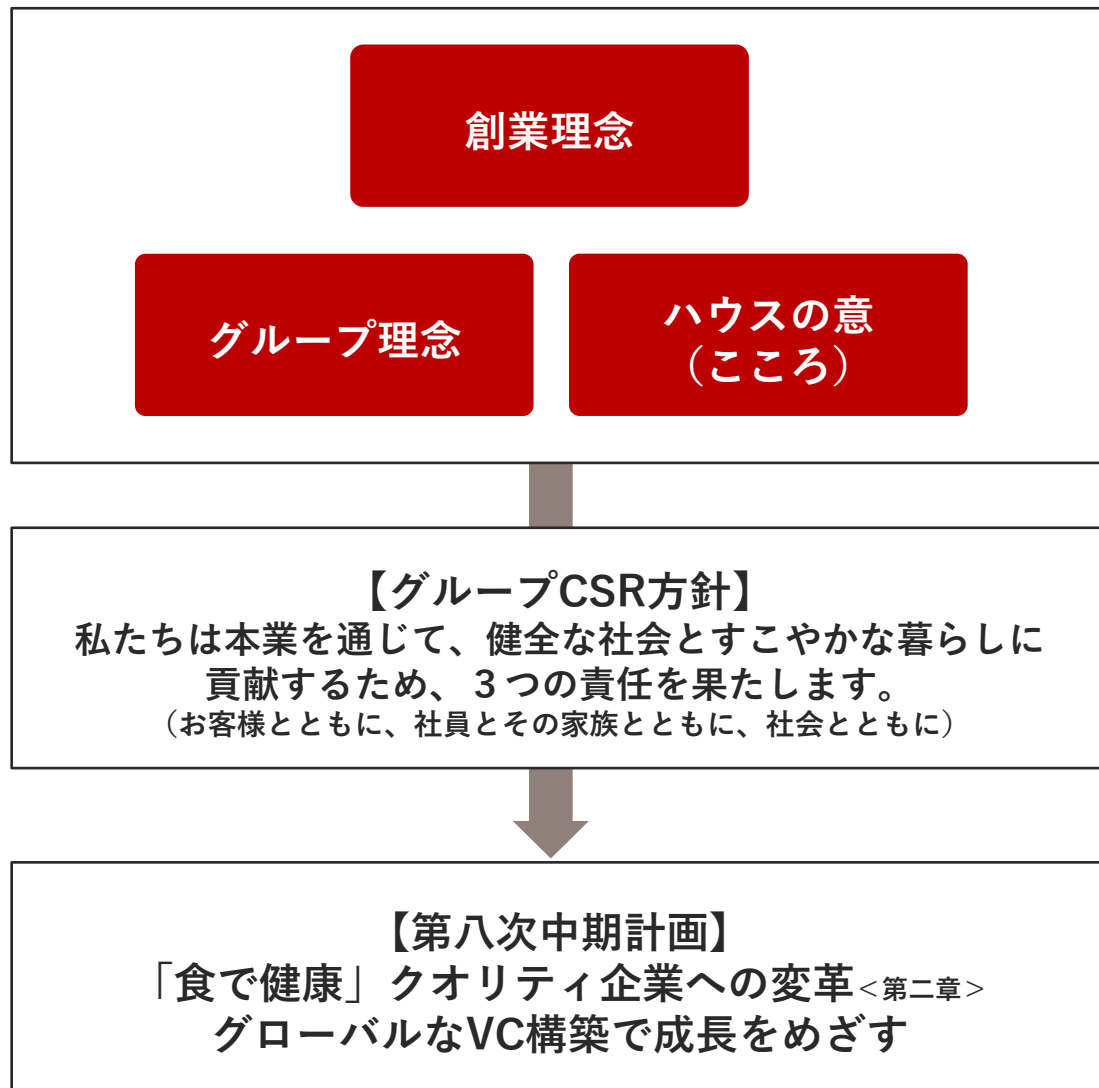 創業理念
グループ理念
ハウスの意
（こころ）
【グループCSR方針】
私たちは本業を通じて、健全な社会とすこやかな暮らしに
貢献するため、３つの責任を果たします。
（お客様とともに、社員とその家族とともに、社会とともに）
【第八次中期計画】
「食で健康」クオリティ企業への変革＜第二章＞
グローバルなVC構築で成長をめざす